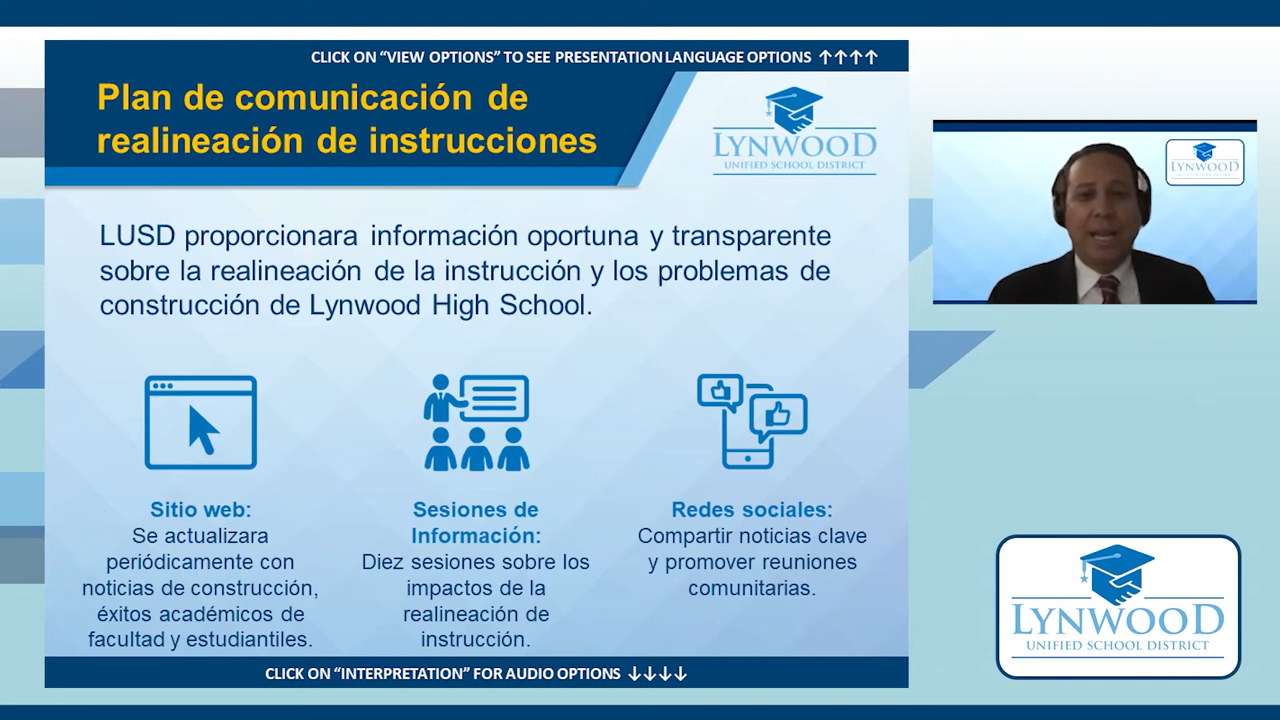 CLICK ON “VIEW OPTIONS” TO SEE PRESENTATION LANGUAGE OPTIONS ↑↑↑↑
Plan de comunicación de
realineación de instrucciones
LYNWOOD
UNIFIED SCHOOL DISTRICT
LUSD proporcionara información oportuna y transparente
sobre la realineación de la instrucción y los problemas de
construcción de Lynwood High School.
Sitio web:
Se actualizara
periódicamente con
noticias de construcción,
éxitos académicos de
facultad y estudiantiles.
Sesiones de
Información:
Diez sesiones sobre los
impactos de la
realineación de
instrucción.
Redes sociales:
Compartir noticias clave
y promover reuniones
comunitarias.
CLICK ON “INTERPRETATION” FOR AUDIO OPTIONS ↓↓↓↓
LYNWOOD
LYNWOOD
UNIFIED SCHOOL DISTRICT